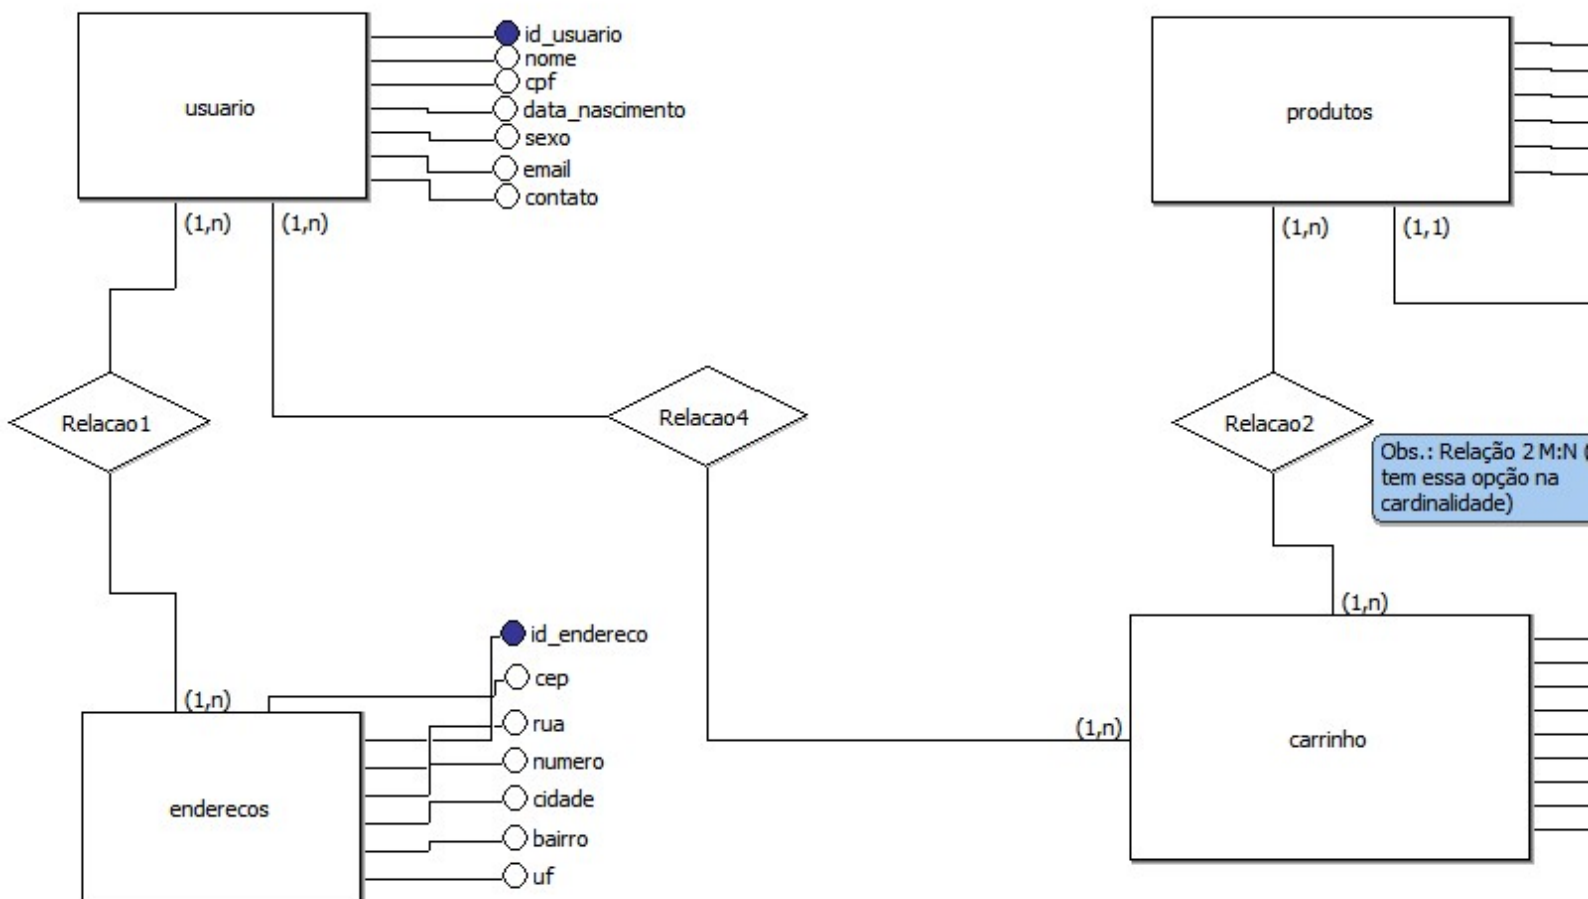 usuario
id_usuario
nome
cpf
data_nascimento
sexo
email
contato
produtos
(1,n)
(1,n)
(1,n)
(1,1)
Relacao1
Relacao4
Relacao2
Obs.: Relação 2 M:N (
tem essa opção na
cardinalidade)
(1,n)
(1,n)
(1,n)
id_endereco
cep
rua
numero
cidade
bairro
uf
enderecos
carrinho